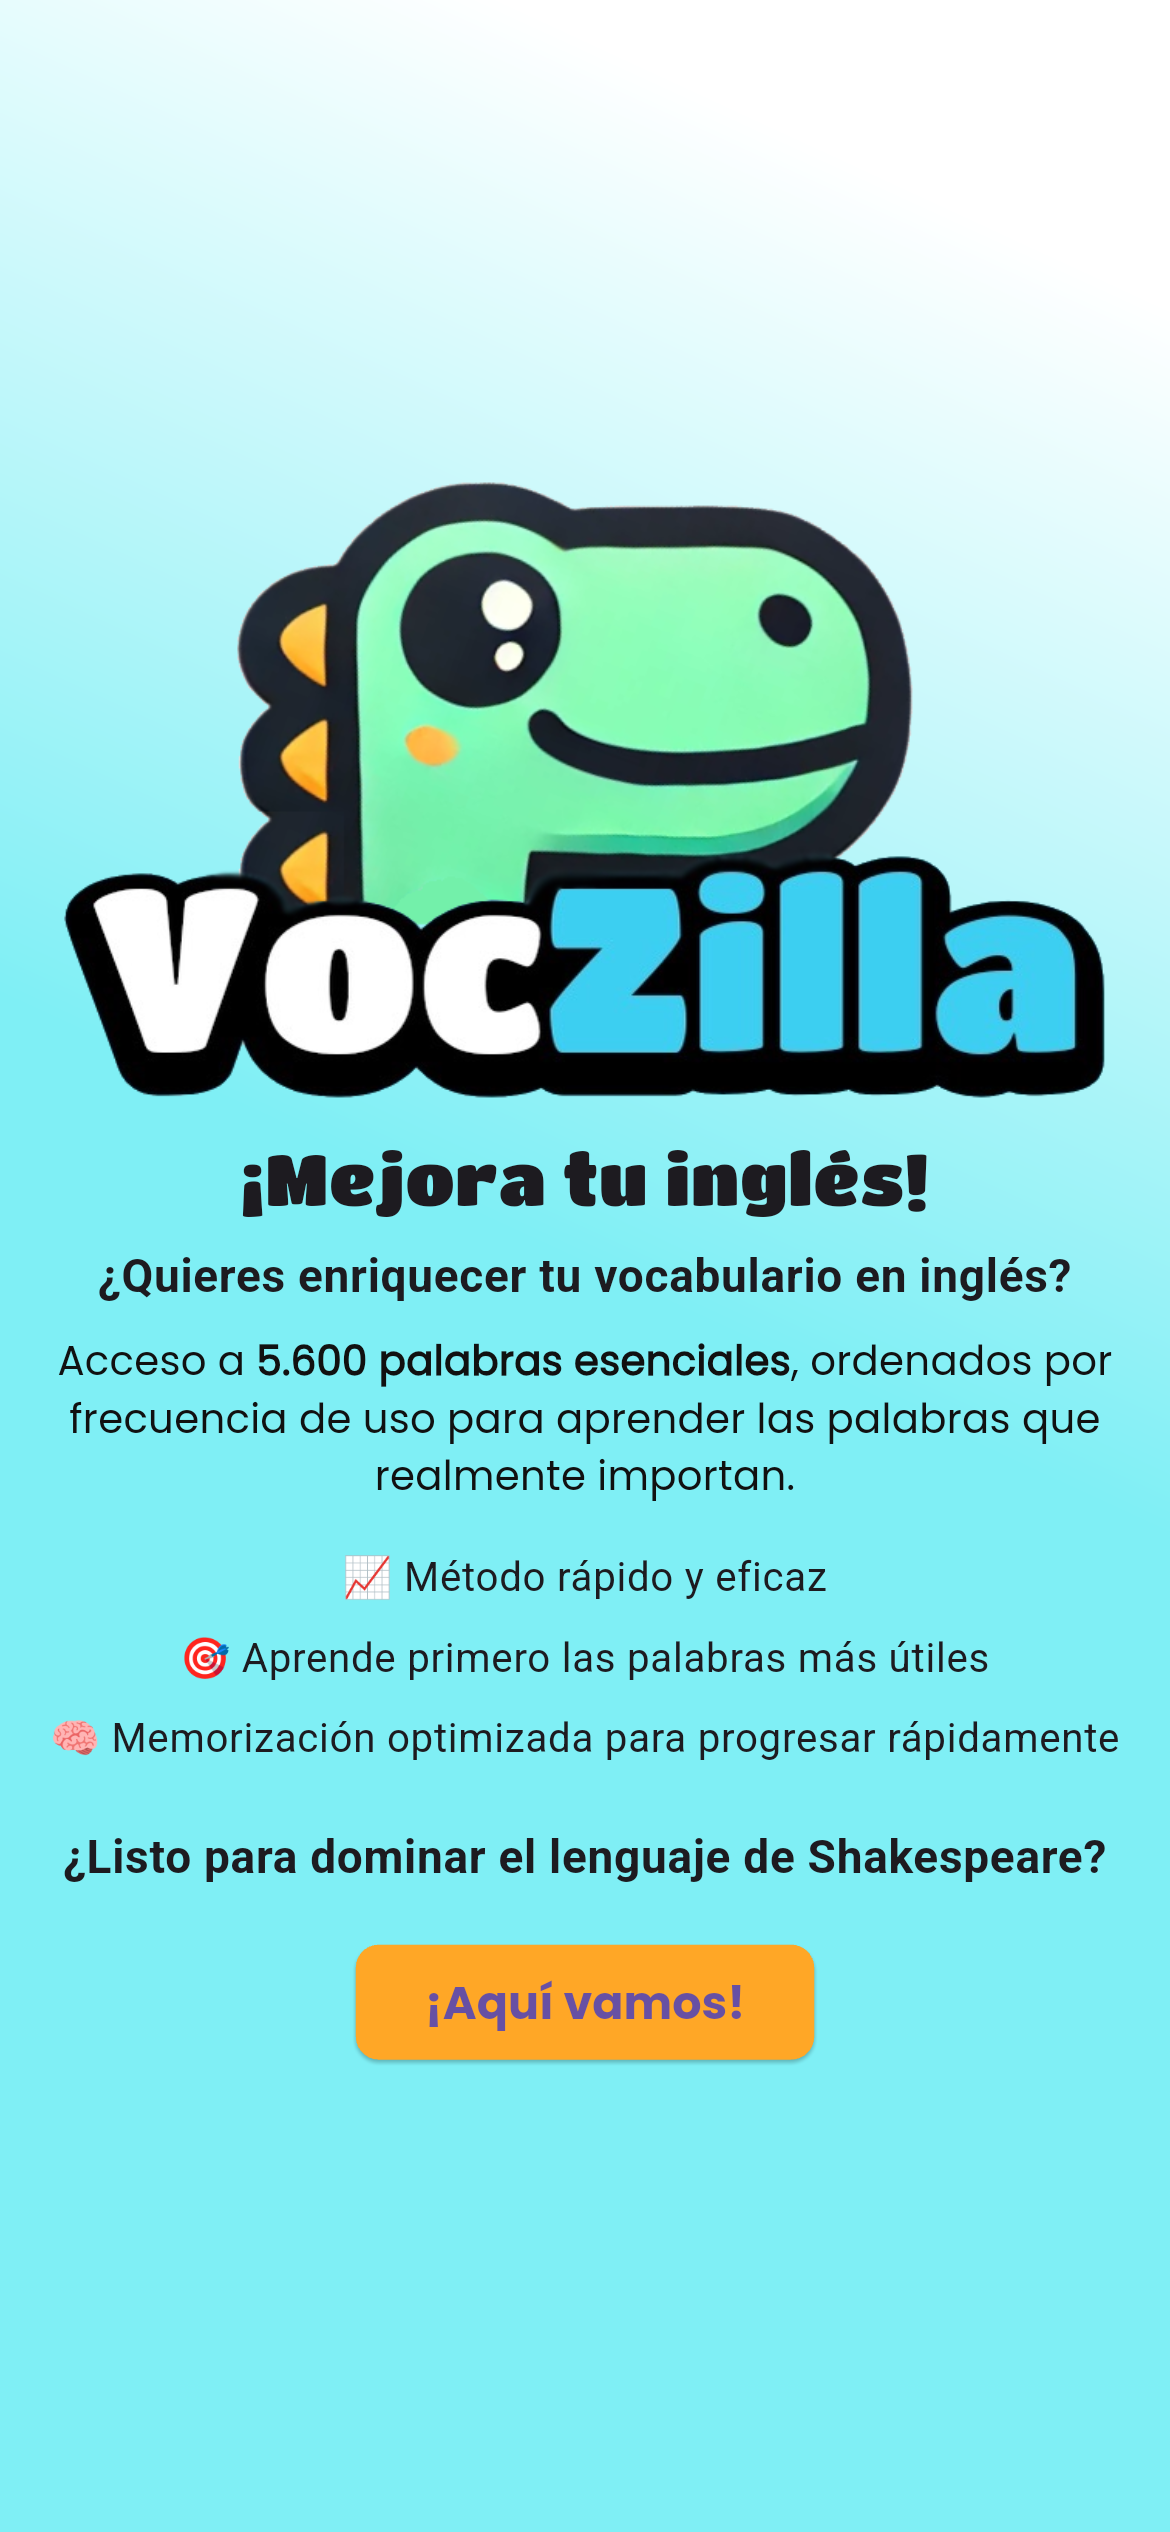 VocZilla
¡Mejora tu inglés!
¿Quieres enriquecer tu vocabulario en inglés?
Acceso a 5.600 palabras esenciales, ordenados por
frecuencia de uso para aprender las palabras que
realmente importan.
📈 Método rápido y eficaz
🎯 Aprende primero las palabras más útiles
🧠 Memorización optimizada para progresar rápidamente
¿Listo para dominar el lenguaje de Shakespeare?
¡Aquí vamos!